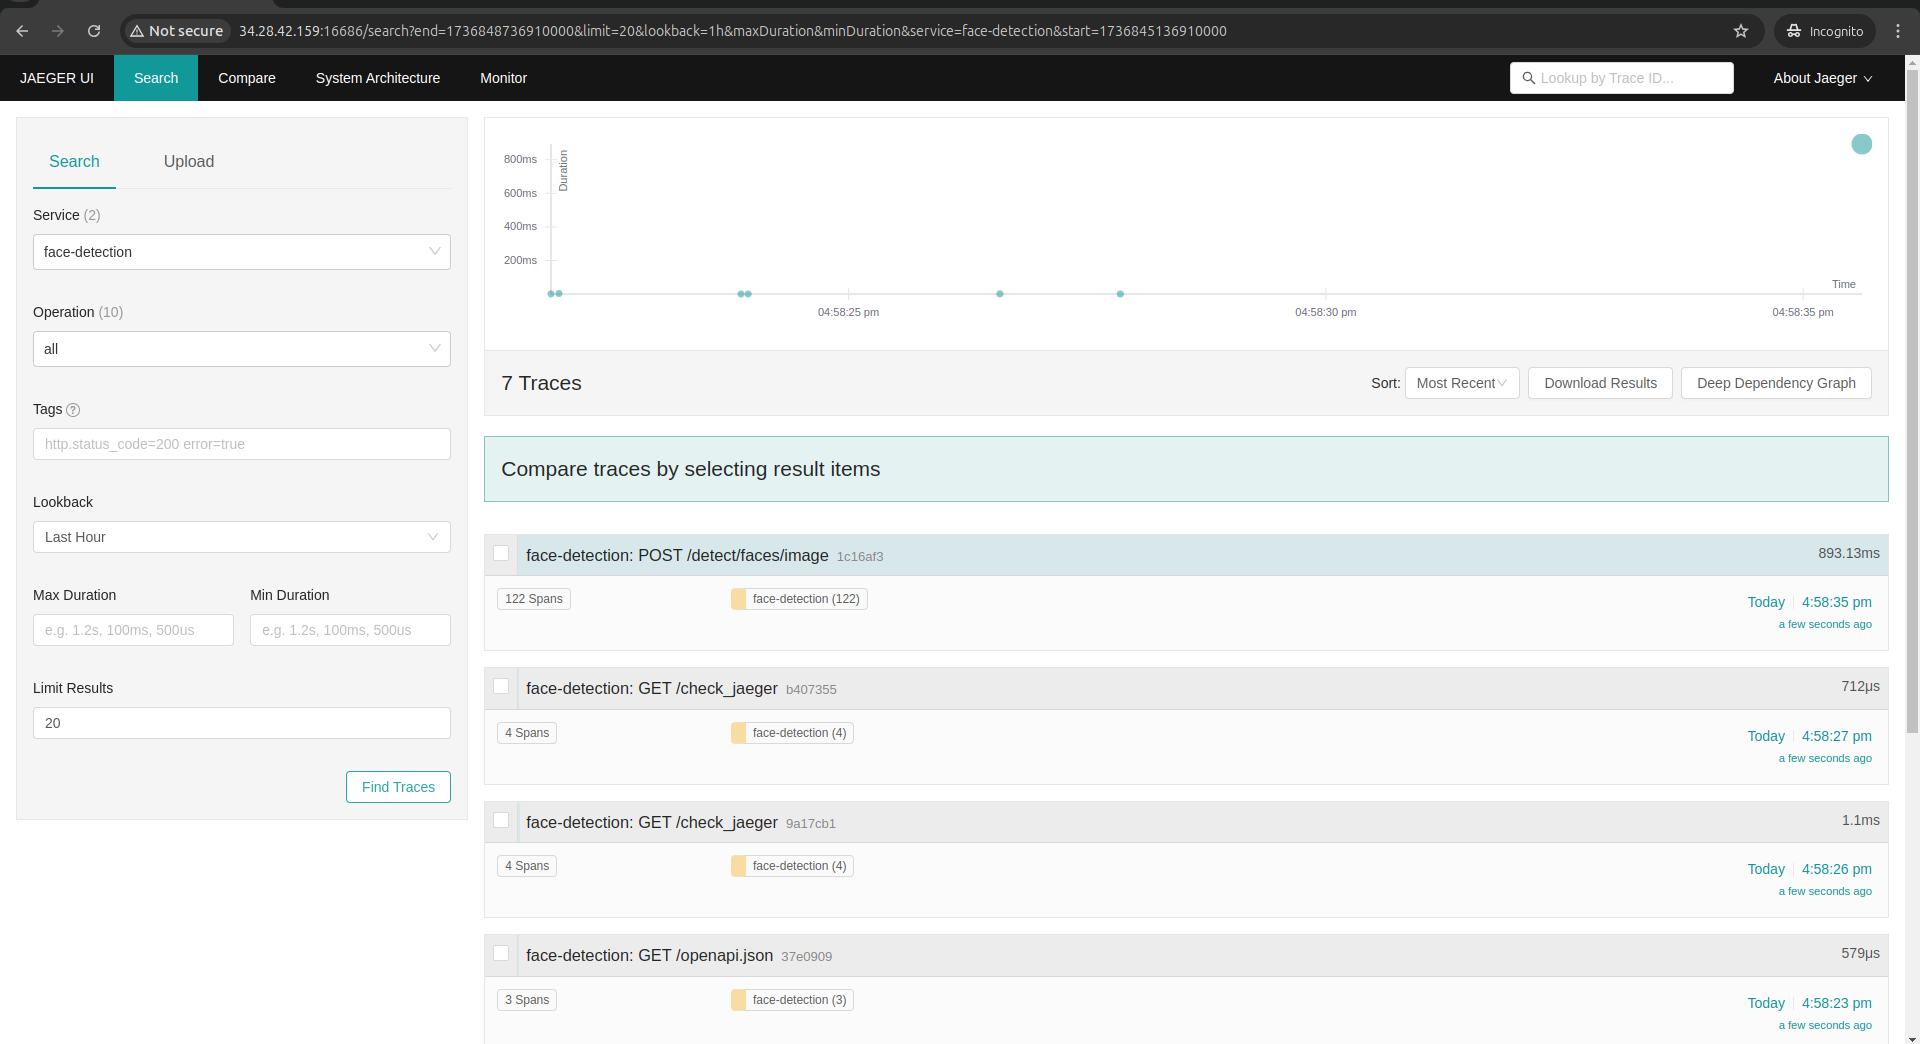 Not secure 34.28.42.159:16686/search?end=1736848736910000&limit=20&lookback=1h&maxDuration&minDuration&service=face-detection&start=1736845136910000 Incognito
JAEGER UI Search Compare System Architecture Monitor Lookup by Trace ID... About Jaeger
Search Upload
Service (2)
face-detection
Operation (10)
all
Tags ?
http.status_code=200 error=true
Lookback
Last Hour
Max Duration Min Duration
e.g. 1.2s, 100ms, 500us e.g. 1.2s, 100ms, 500us
Limit Results
20
Find Traces
Duration
800ms
600ms
400ms
200ms
Time
04:58:25 pm 04:58:30 pm 04:58:35 pm
7 Traces Sort: Most Recent Download Results Deep Dependency Graph
Compare traces by selecting result items
face-detection: POST /detect/faces/image 1c16af3 893.13ms
122 Spans face-detection (122) Today 4:58:35 pm
a few seconds ago
face-detection: GET /check_jaeger b407355 712μs
4 Spans face-detection (4) Today 4:58:27 pm
a few seconds ago
face-detection: GET /check_jaeger 9a17cb1 1.1ms
4 Spans face-detection (4) Today 4:58:26 pm
a few seconds ago
face-detection: GET /openapi.json 37e0909 579μs
3 Spans face-detection (3) Today 4:58:23 pm
a few seconds ago